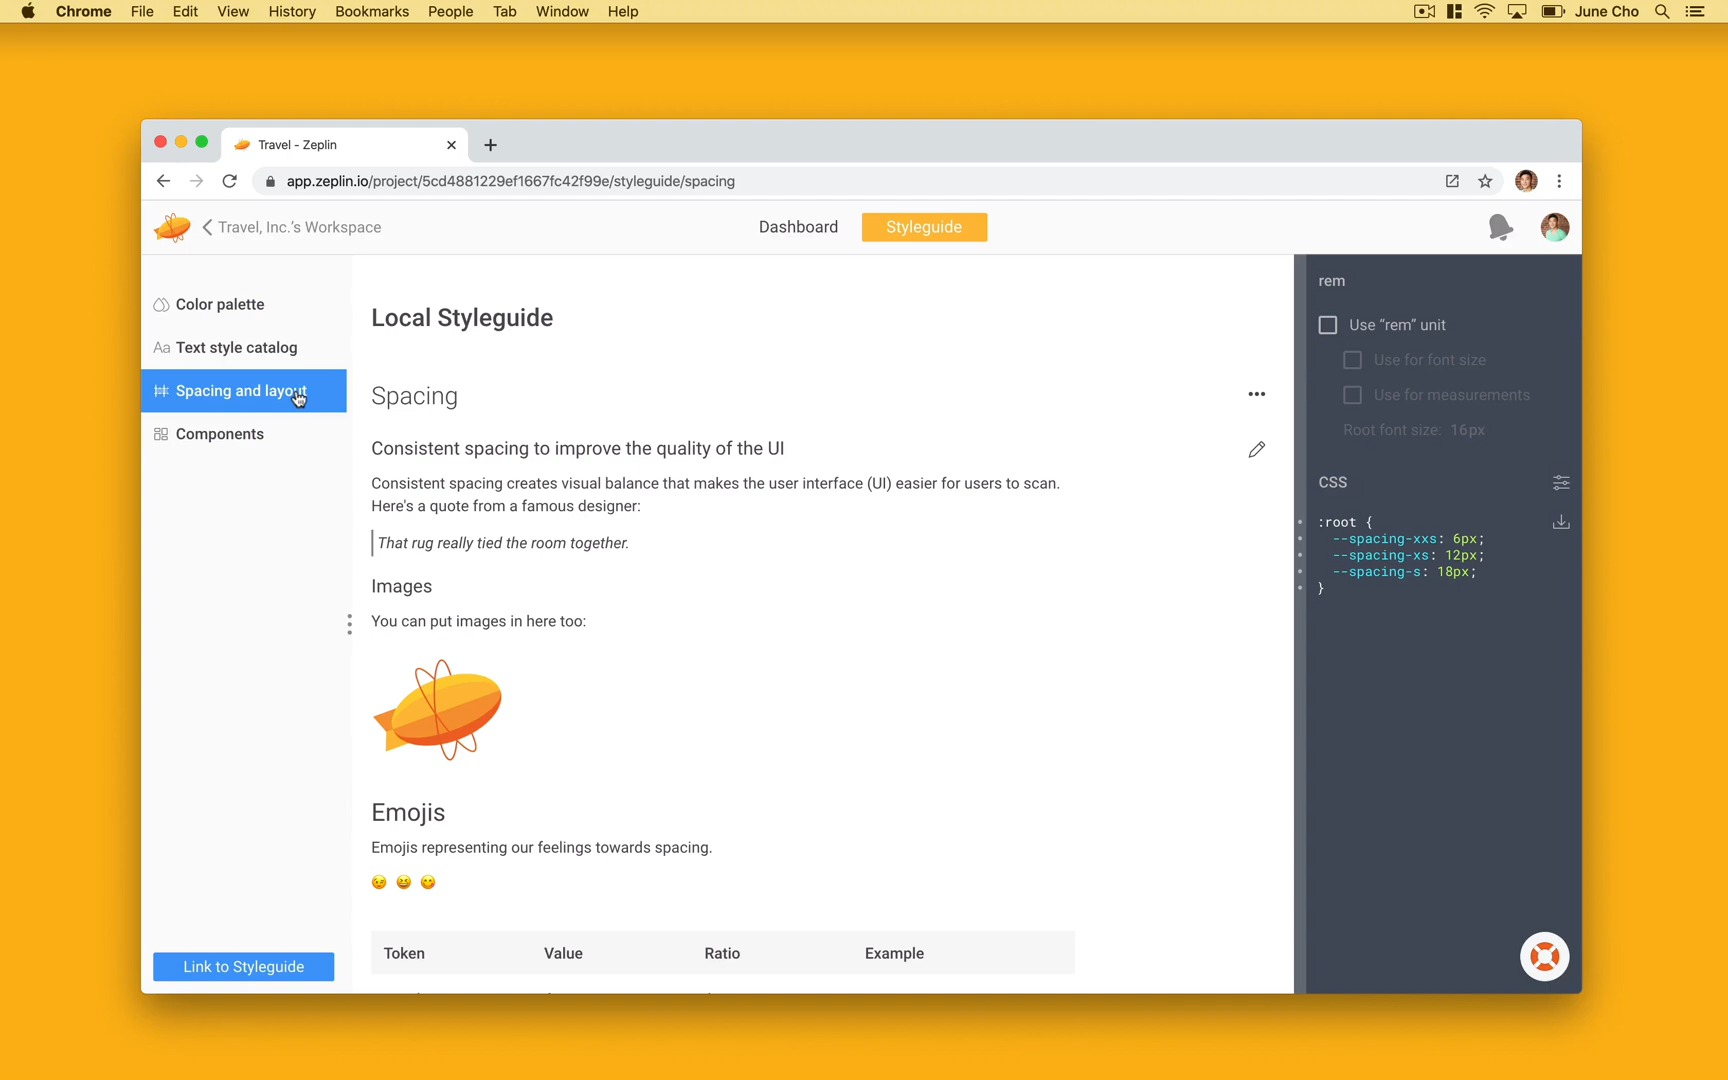 Chrome File Edit View History Bookmarks People Tab Window Help June Cho
Travel - Zeplin
app.zeplin.io/project/5cd4881229ef1667fc42f99e/styleguide/spacing
Travel, Inc.'s Workspace Dashboard Styleguide
Color palette
Aa Text style catalog
Spacing and layout
Components
Link to Styleguide
Local Styleguide
Spacing
Consistent spacing to improve the quality of the UI
Consistent spacing creates visual balance that makes the user interface (UI) easier for users to scan.
Here's a quote from a famous designer:
That rug really tied the room together.
Images
You can put images in here too:
Emojis
Emojis representing our feelings towards spacing.
😉 😆 😋
Token Value Ratio Example
rem
Use “rem” unit
Use for font size
Use for measurements
Root font size: 16px
CSS
:root {
--spacing-xxs: 6px;
--spacing-xs: 12px;
--spacing-s: 18px;
}